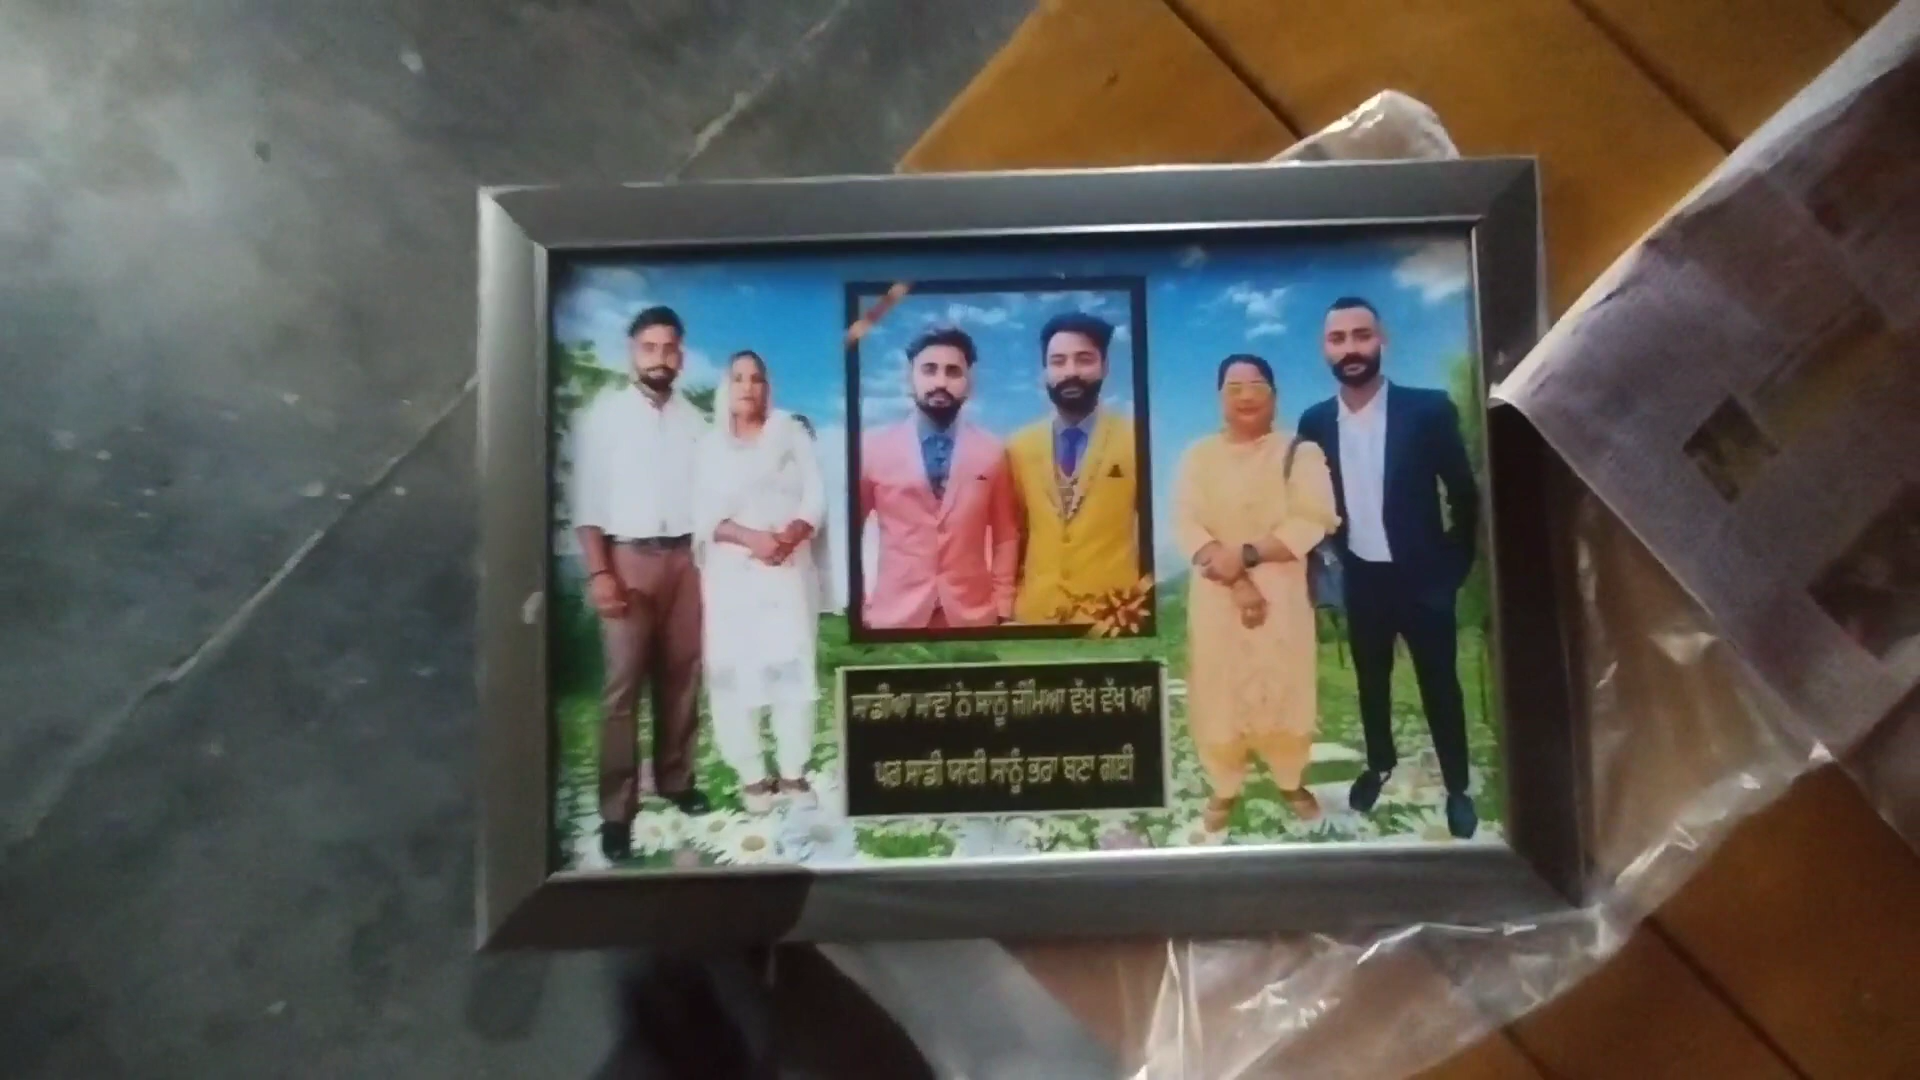 ਸਾਡੀਆ ਮਾਵਾਂ ਨੇ ਸਾਨੂੰ ਜੰਮਿਆ ਵੱਖ ਵੱਖ ਆ
ਪਰ ਸਾਡੀ ਯਾਰੀ ਸਾਨੂੰ ਭਰਾ ਬਣਾ ਗਈ